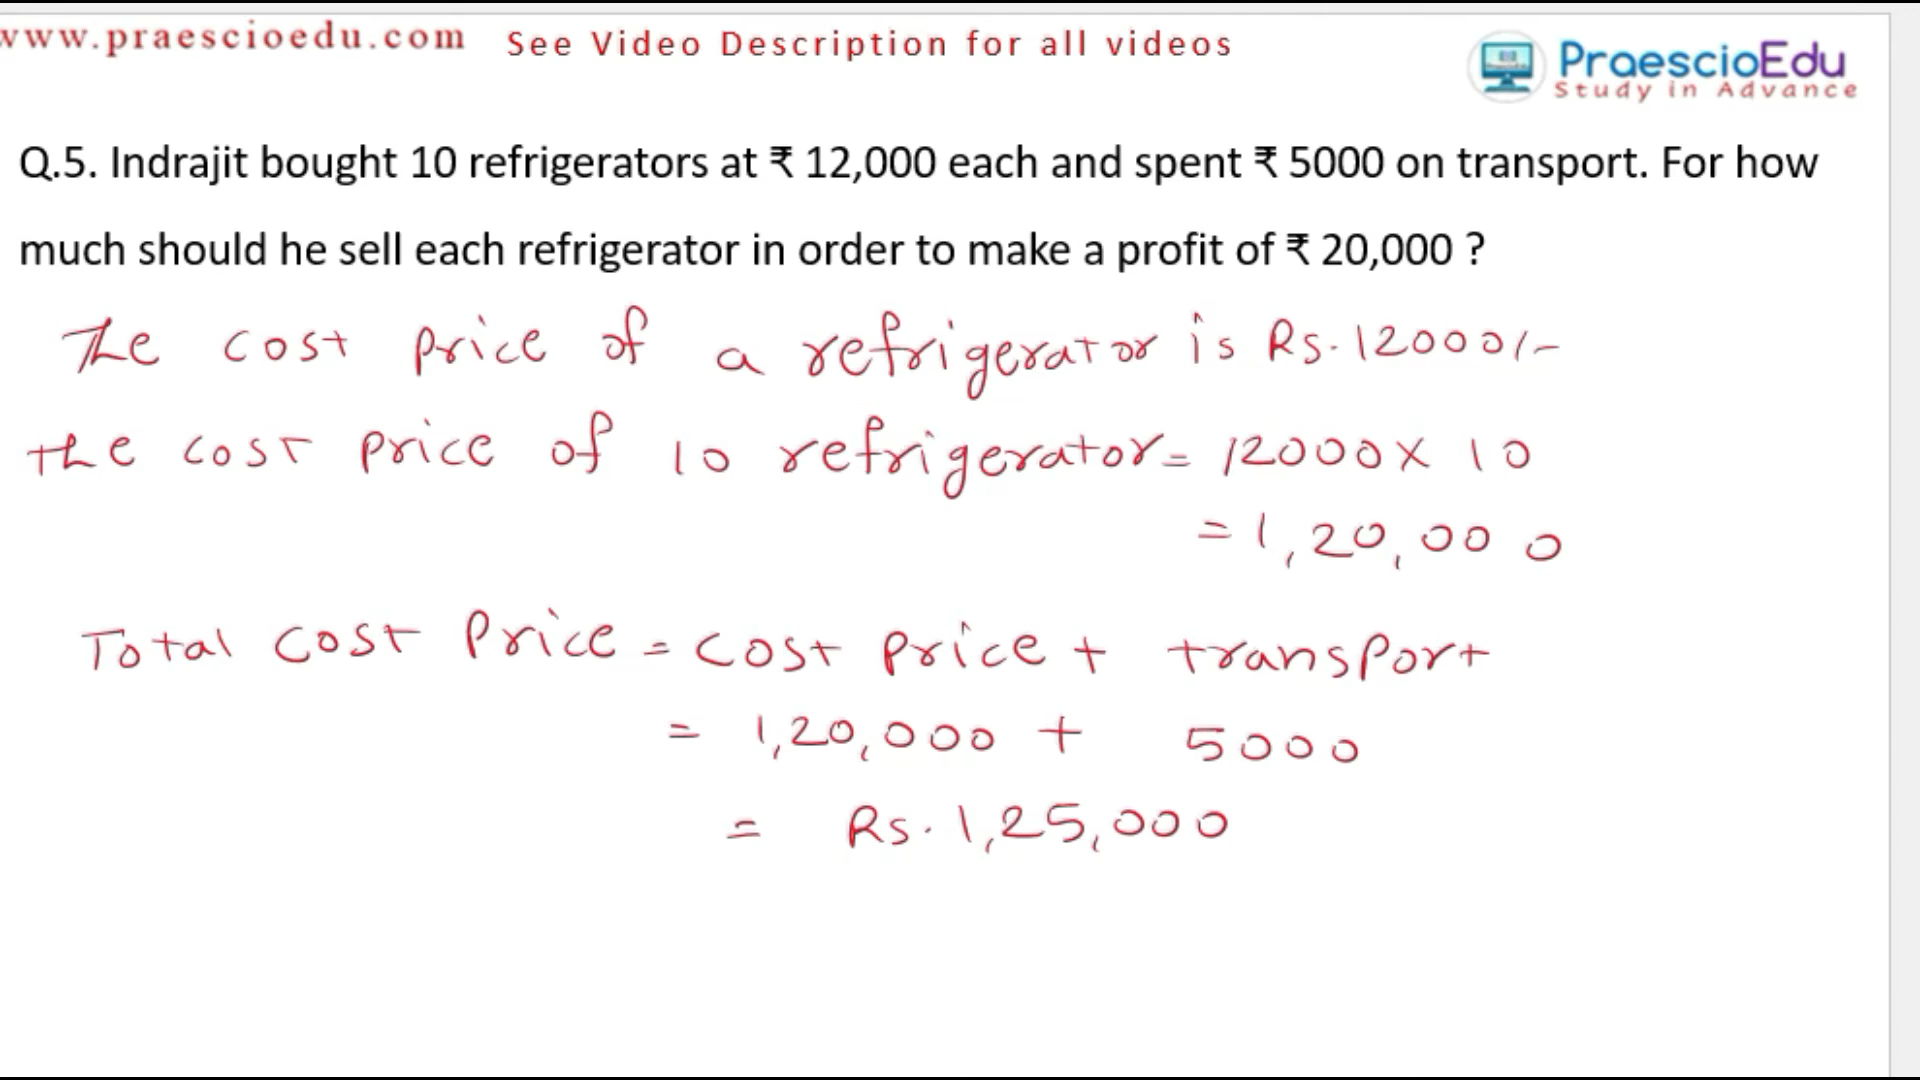 www.praescioedu.com See Video Description for all videos
PraescioEdu
Study in Advance
Q.5. Indrajit bought 10 refrigerators at ₹ 12,000 each and spent ₹ 5000 on transport. For how
much should he sell each refrigerator in order to make a profit of ₹ 20,000 ?
The cost price of a refrigerator is Rs. 12000/-
the cost price of 10 refrigerator = 12000 x 10
= 1,20,000
Total cost Price = cost price + transport
= 1,20,000 + 5000
= Rs. 1,25,000